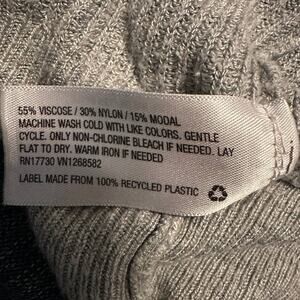 55% VISCOSE / 30% NYLON / 15% MODAL
MACHINE WASH COLD WITH LIKE COLORS. GENTLE
CYCLE. ONLY NON-CHLORINE BLEACH IF NEEDED. LAY
FLAT TO DRY. WARM IRON IF NEEDED
RN17730 VN1268582
LABEL MADE FROM 100% RECYCLED PLASTIC